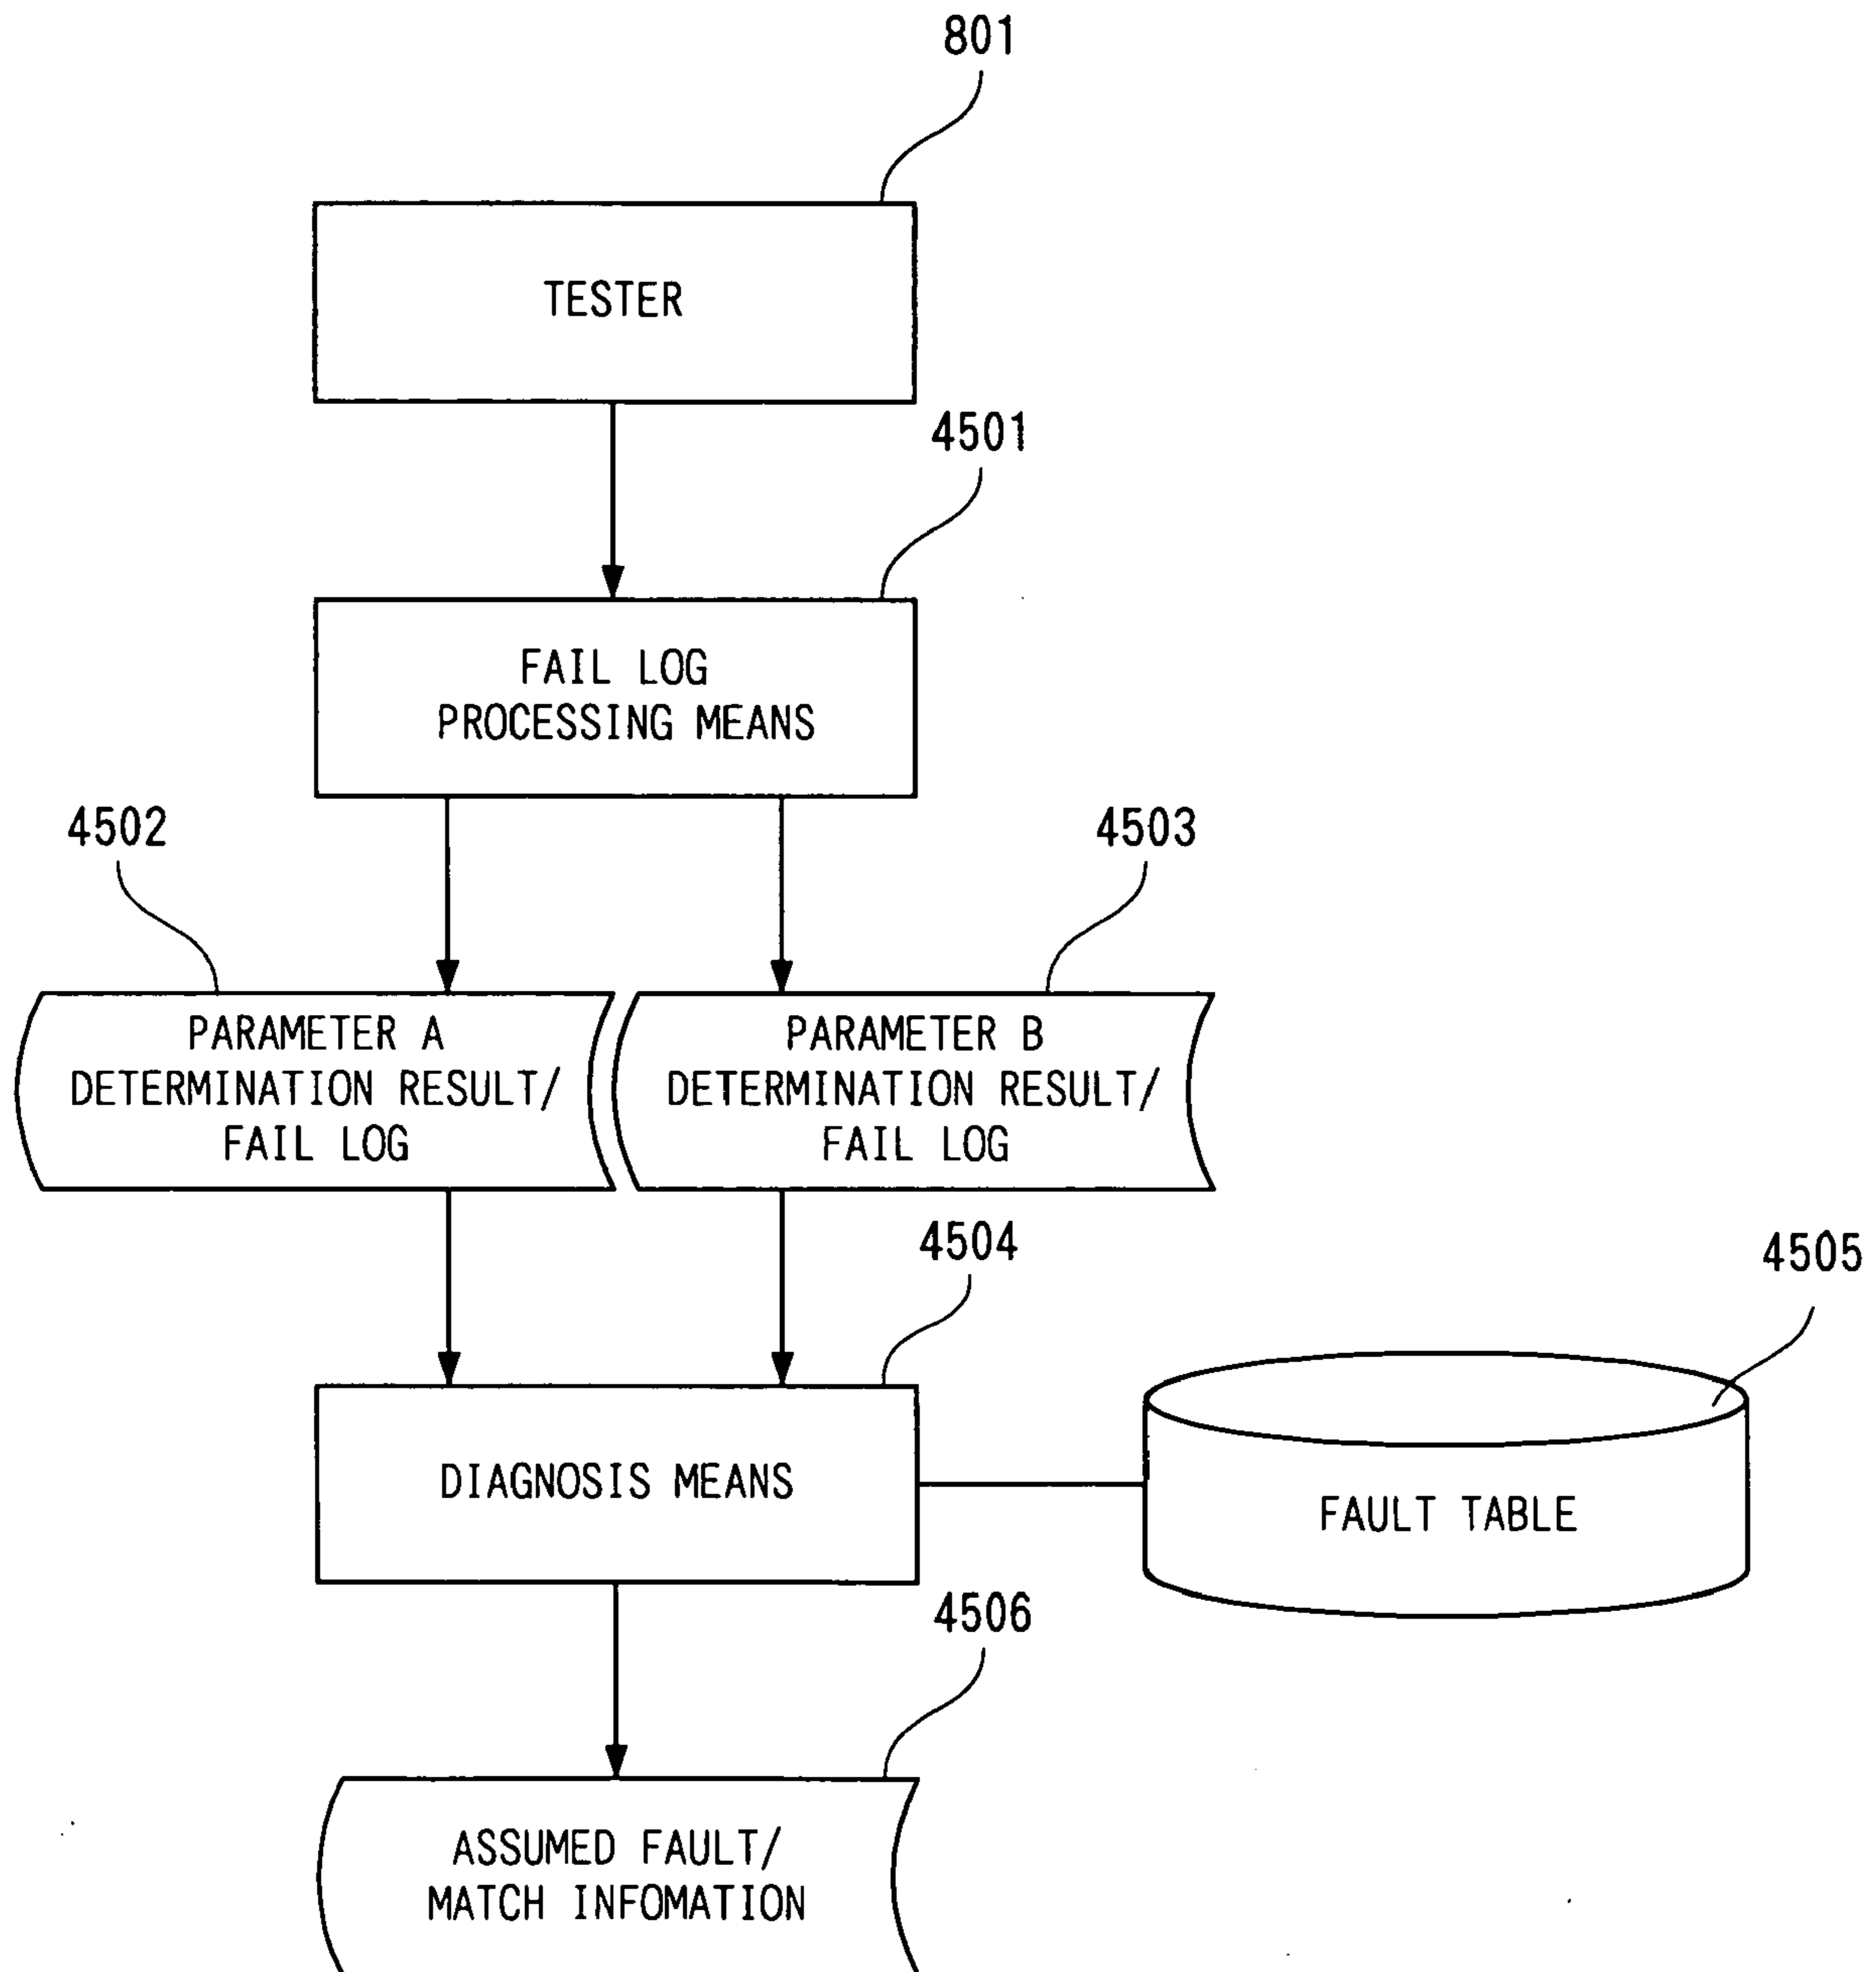 801
TESTER
4501
FAIL LOG
PROCESSING MEANS
4502
4503
PARAMETER A
DETERMINATION RESULT/
FAIL LOG
PARAMETER B
DETERMINATION RESULT/
FAIL LOG
4504
4505
DIAGNOSIS MEANS
FAULT TABLE
4506
ASSUMED FAULT/
MATCH INFOMATION